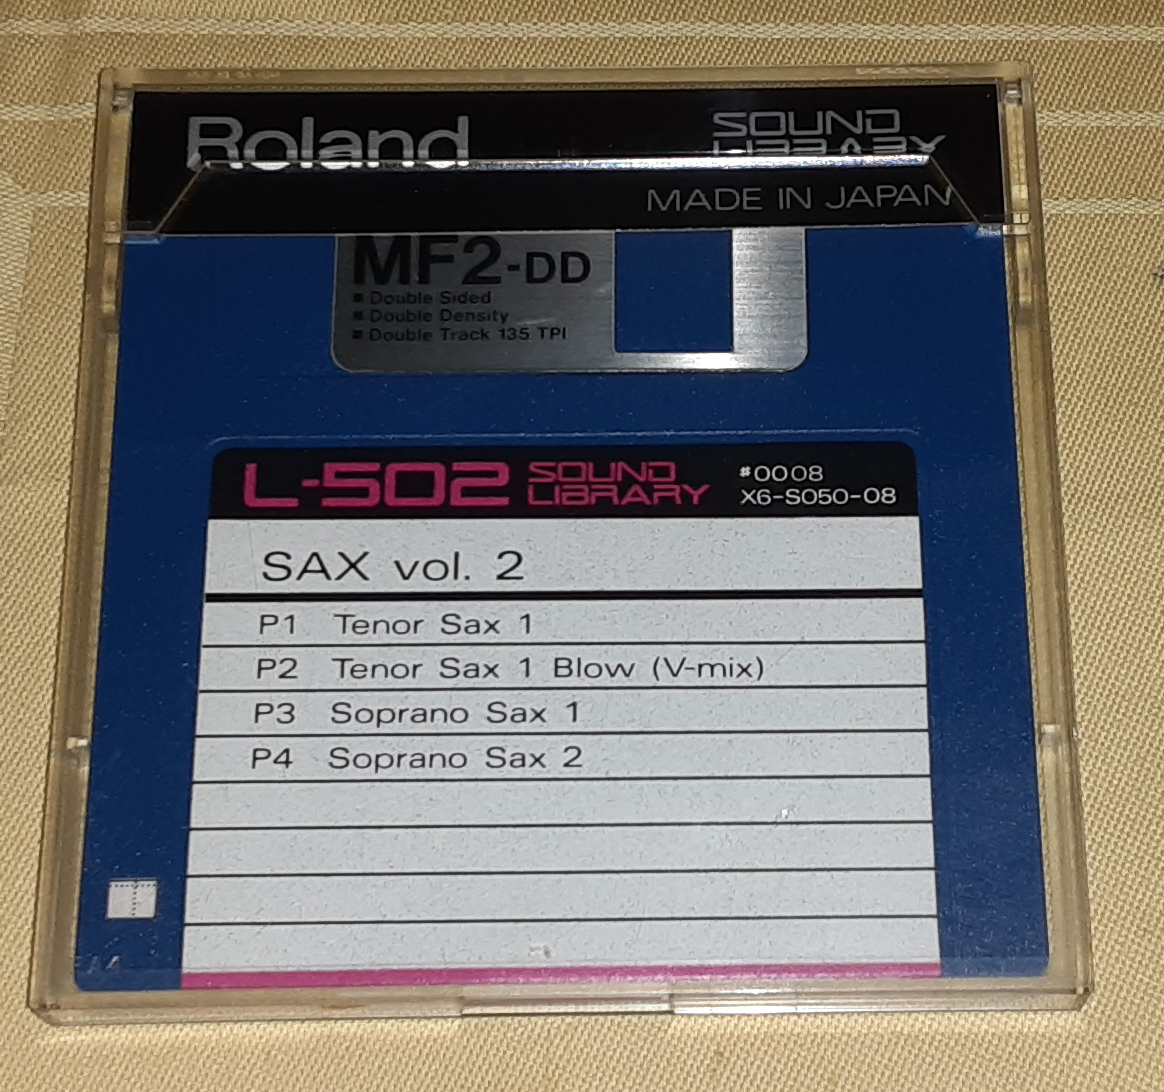 Roland SOUND
LIBRARY
MADE IN JAPAN
MF2-DD
■ Double Sided
■ Double Density
■ Double Track 135 TPI
L-502 SOUND LIBRARY #0008
X6-S050-08
SAX vol. 2
P1 Tenor Sax 1
P2 Tenor Sax 1 Blow (V-mix)
P3 Soprano Sax 1
P4 Soprano Sax 2